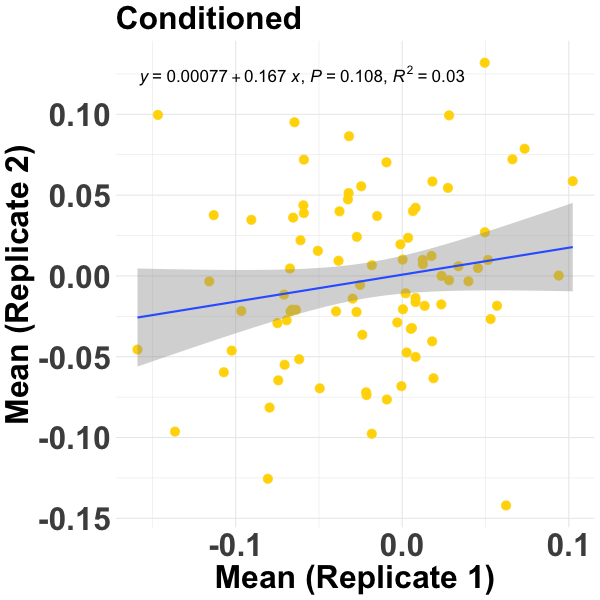 Conditioned
y = 0.00077 + 0.167 x, P = 0.108, R² = 0.03
Mean (Replicate 2)
0.10
0.05
0.00
-0.05
-0.10
-0.15
-0.1
0.0
0.1
Mean (Replicate 1)